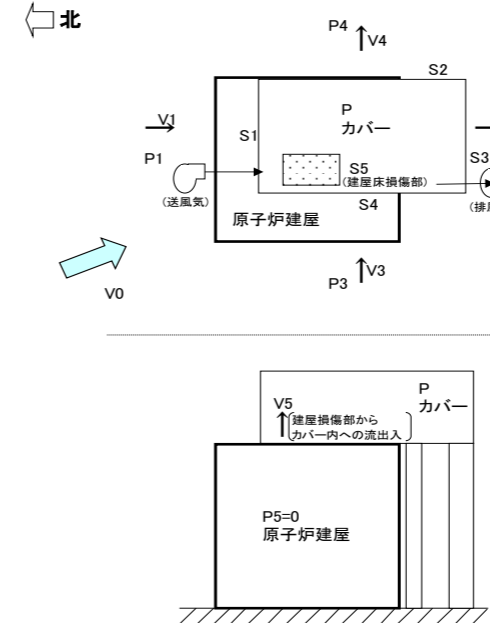 北
P4
V4
S2
P
カバー
V1
S1
P1
S3
S5
(建屋床損傷部)
(送風気)
S4
原子炉建屋
P3
V3
V0
P
カバー
V5
建屋損傷部から
カバー内への流出入
P5=0
原子炉建屋